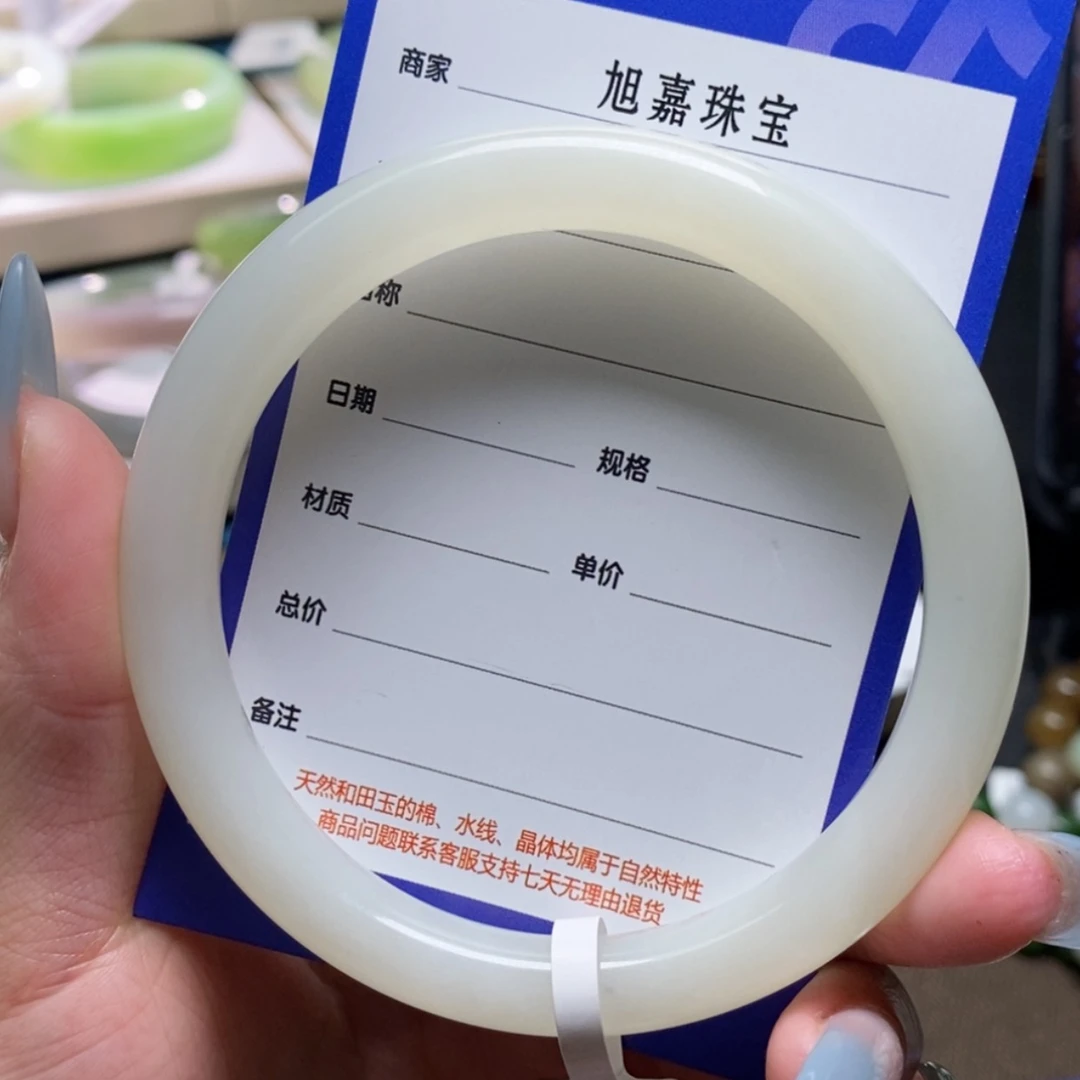 商家 旭嘉珠宝
称
日期
规格
材质
单价
总价
备注
天然和田玉的棉、水线、晶体均属于自然特性
商品问题联系客服支持七天无理由退货